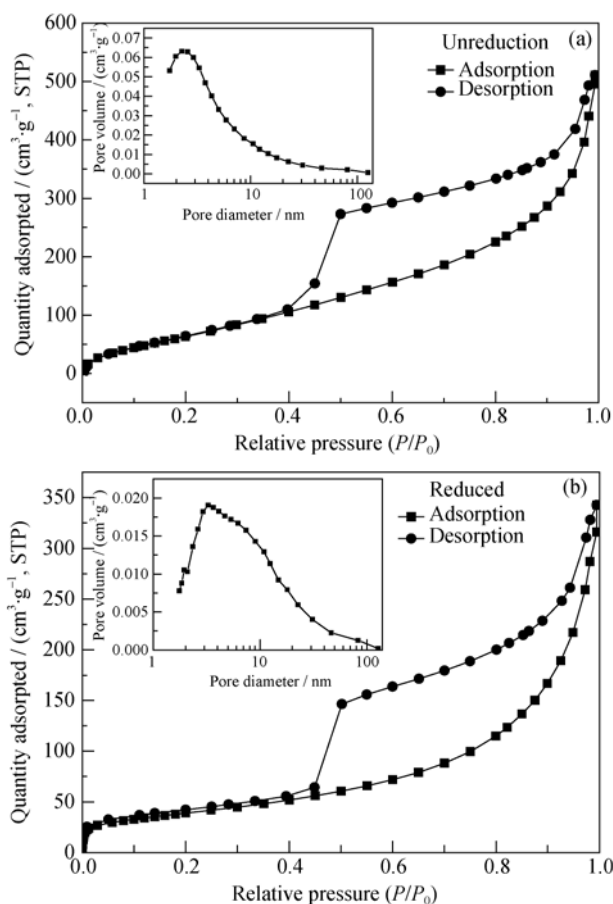 (a)
Unreduction
Adsorption
Desorption
Quantity adsorpted / (cm³·g⁻¹, STP)
600
500
400
300
200
100
0
0.0 0.2 0.4 0.6 0.8 1.0
Relative pressure (P/P₀)
Pore volume / (cm³·g⁻¹)
0.07
0.06
0.05
0.04
0.03
0.02
0.01
0.00
1 10 100
Pore diameter / nm
(b)
Reduced
Adsorption
Desorption
Quantity adsorpted / (cm³·g⁻¹, STP)
350
300
250
200
150
100
50
0
0.0 0.2 0.4 0.6 0.8 1.0
Relative pressure (P/P₀)
Pore volume / (cm³·g⁻¹)
0.020
0.015
0.010
0.005
0.000
1 10 100
Pore diameter / nm